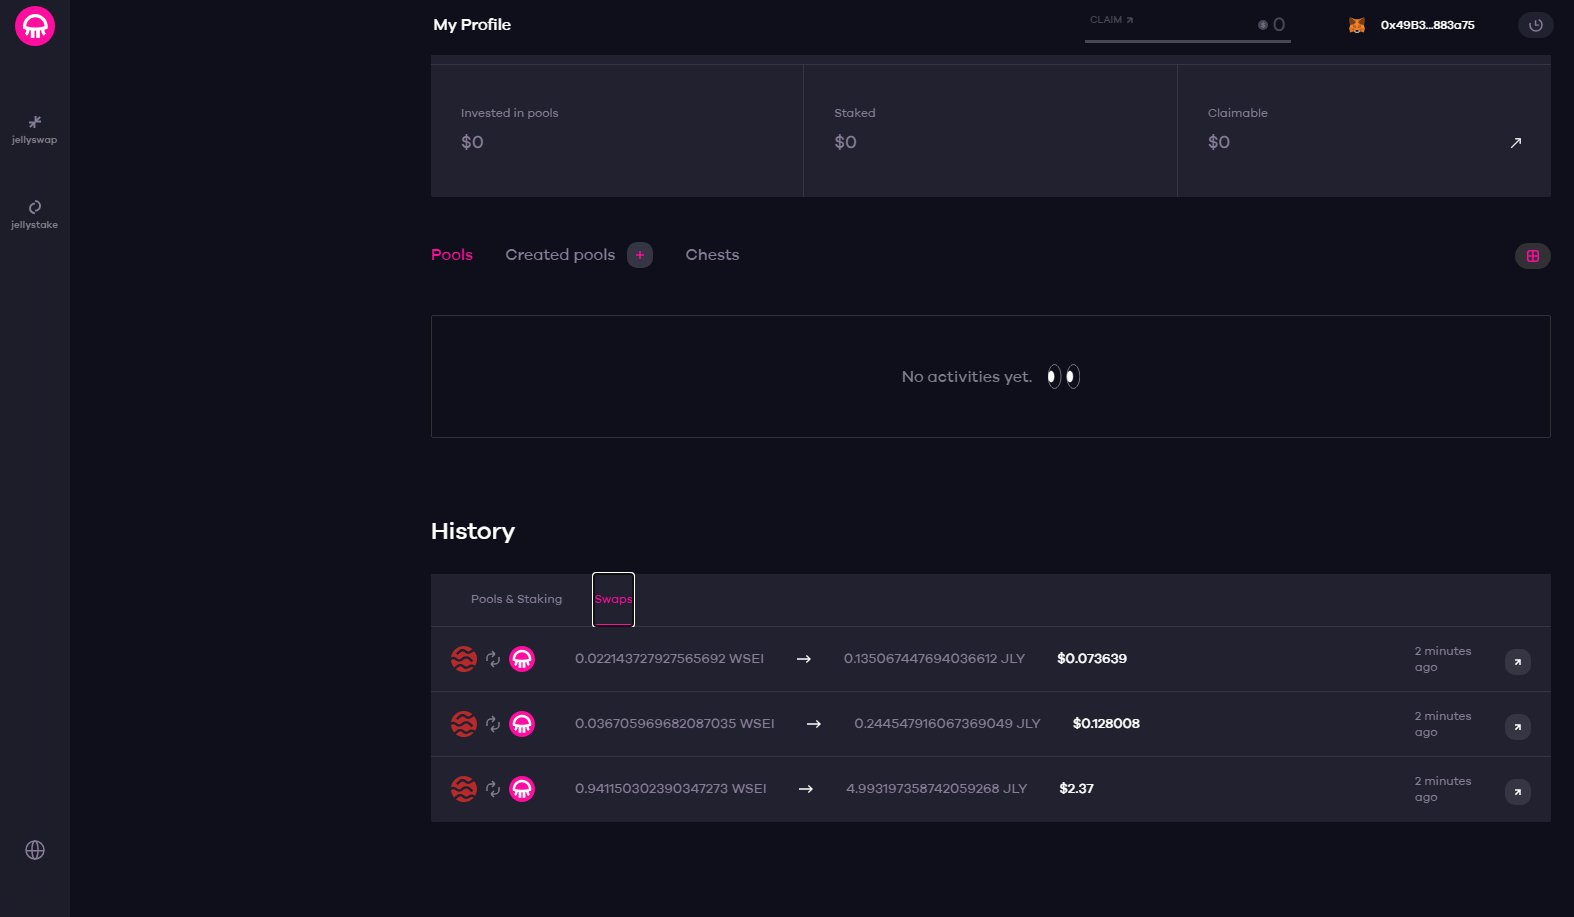 My Profile
CLAIM
0
0x49B3...883a75
jellyswap
jellystake
Invested in pools
$0
Staked
$0
Claimable
$0
Pools
Created pools
+
Chests
No activities yet.
History
Pools & Staking
Swaps
0.022143727927565692 WSEI → 0.135067447694036612 JLY $0.073639 2 minutes
ago
0.036705969682087035 WSEI → 0.244547916067369049 JLY $0.128008 2 minutes
ago
0.941150302390347273 WSEI → 4.993197358742059268 JLY $2.37 2 minutes
ago